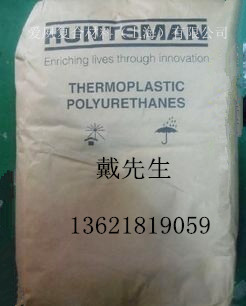 HUNTSMAN
Enriching lives through innovation
THERMOPLASTIC
POLYURETHANES
戴先生
13621819059